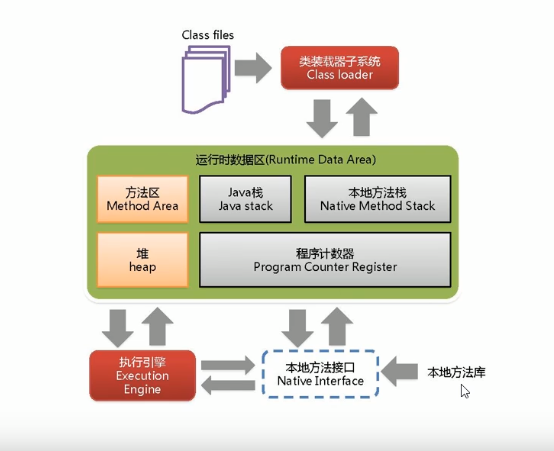 Class files
类装载器子系统
Class loader
运行时数据区(Runtime Data Area)
方法区
Method Area
Java栈
Java stack
本地方法栈
Native Method Stack
堆
heap
程序计数器
Program Counter Register
执行引擎
Execution
Engine
本地方法接口
Native Interface
本地方法库